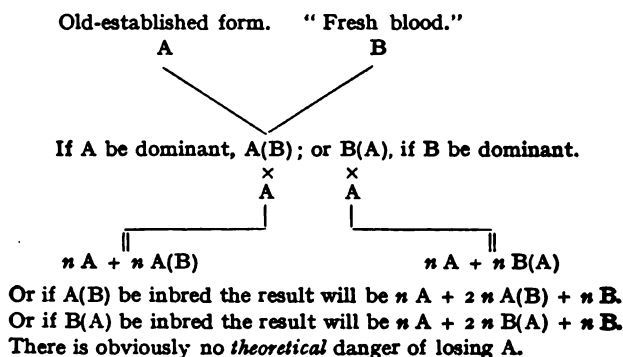 Old-established form. “ Fresh blood.”
A B
If A be dominant, A(B) ; or B(A), if B be dominant.
× ×
A A
n A + n A(B) n A + n B(A)
Or if A(B) be inbred the result will be n A + 2 n A(B) + n B.
Or if B(A) be inbred the result will be n A + 2 n B(A) + n B.
There is obviously no theoretical danger of losing A.